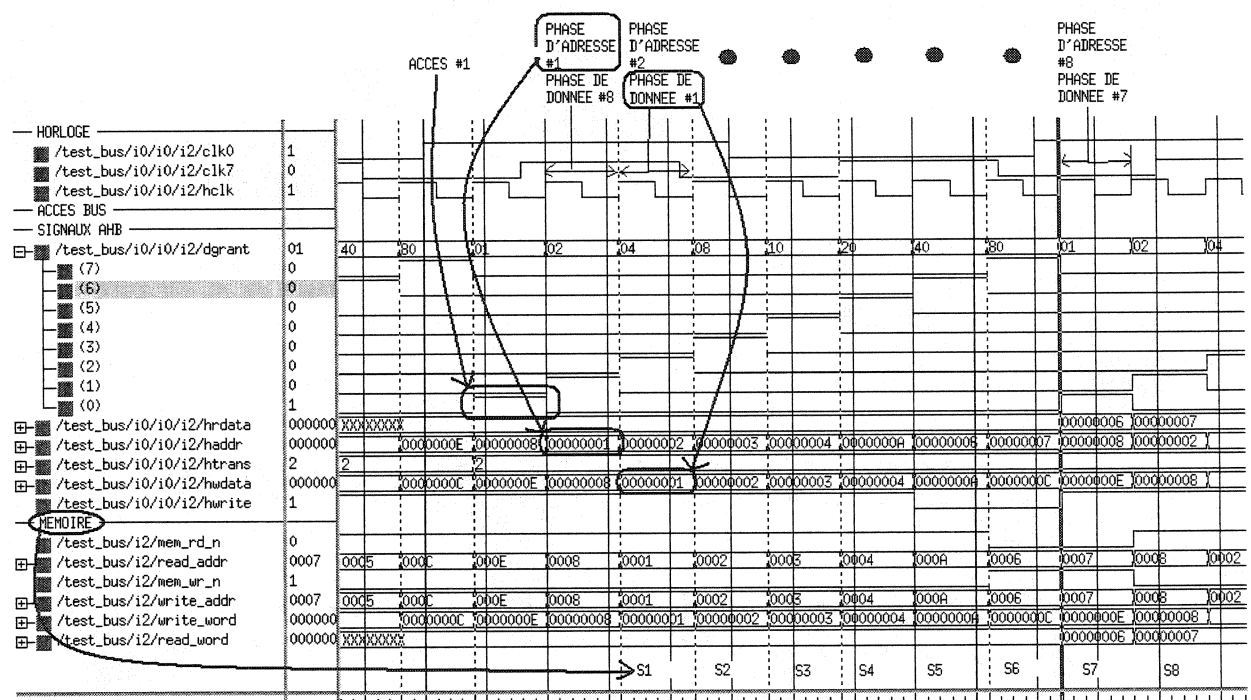 PHASE D'ADRESSE #1
PHASE D'ADRESSE #2
PHASE D'ADRESSE #8
ACCES #1
PHASE DE DONNEE #8
PHASE DE DONNEE #1
PHASE DE DONNEE #7
HORLOGE
/test_bus/i0/i0/i2/clk0 1
/test_bus/i0/i0/i2/clk7 0
/test_bus/i0/i0/i2/hclk 1
ACCES BUS
SIGNAUX AHB
/test_bus/i0/i0/i2/dgrant 01 40 80 01 02 04 08 10 20 40 80 01 02 04
(7) 0
(6) 0
(5) 0
(4) 0
(3) 0
(2) 0
(1) 0
(0) 1
/test_bus/i0/i0/i2/hrdata 000000 XXXXXXXX 00000006 00000007
/test_bus/i0/i0/i2/haddr 000000 0000000E 00000008 00000001 00000002 00000003 00000004 0000000A 00000006 00000007 00000008 00000002
/test_bus/i0/i0/i2/htrans 2 2 2
/test_bus/i0/i0/i2/hwdata 000000 0000000C 0000000E 00000008 00000001 00000002 00000003 00000004 0000000A 0000000C 0000000E 00000008
/test_bus/i0/i0/i2/hwrite 1
MEMOIRE
/test_bus/i2/mem_rd_n 0
/test_bus/i2/read_addr 0007 0005 000C 000E 0008 0001 0002 0003 0004 000A 0006 0007 0008 0002
/test_bus/i2/mem_wr_n 1
/test_bus/i2/write_addr 0007 0005 000C 000E 0008 0001 0002 0003 0004 000A 0006 0007 0008 0002
/test_bus/i2/write_word 000000 0000000C 0000000E 00000008 00000001 00000002 00000003 00000004 0000000A 0000000C 0000000E 00000008
/test_bus/i2/read_word 000000 XXXXXXXX 00000006 00000007
S1 S2 S3 S4 S5 S6 S7 S8